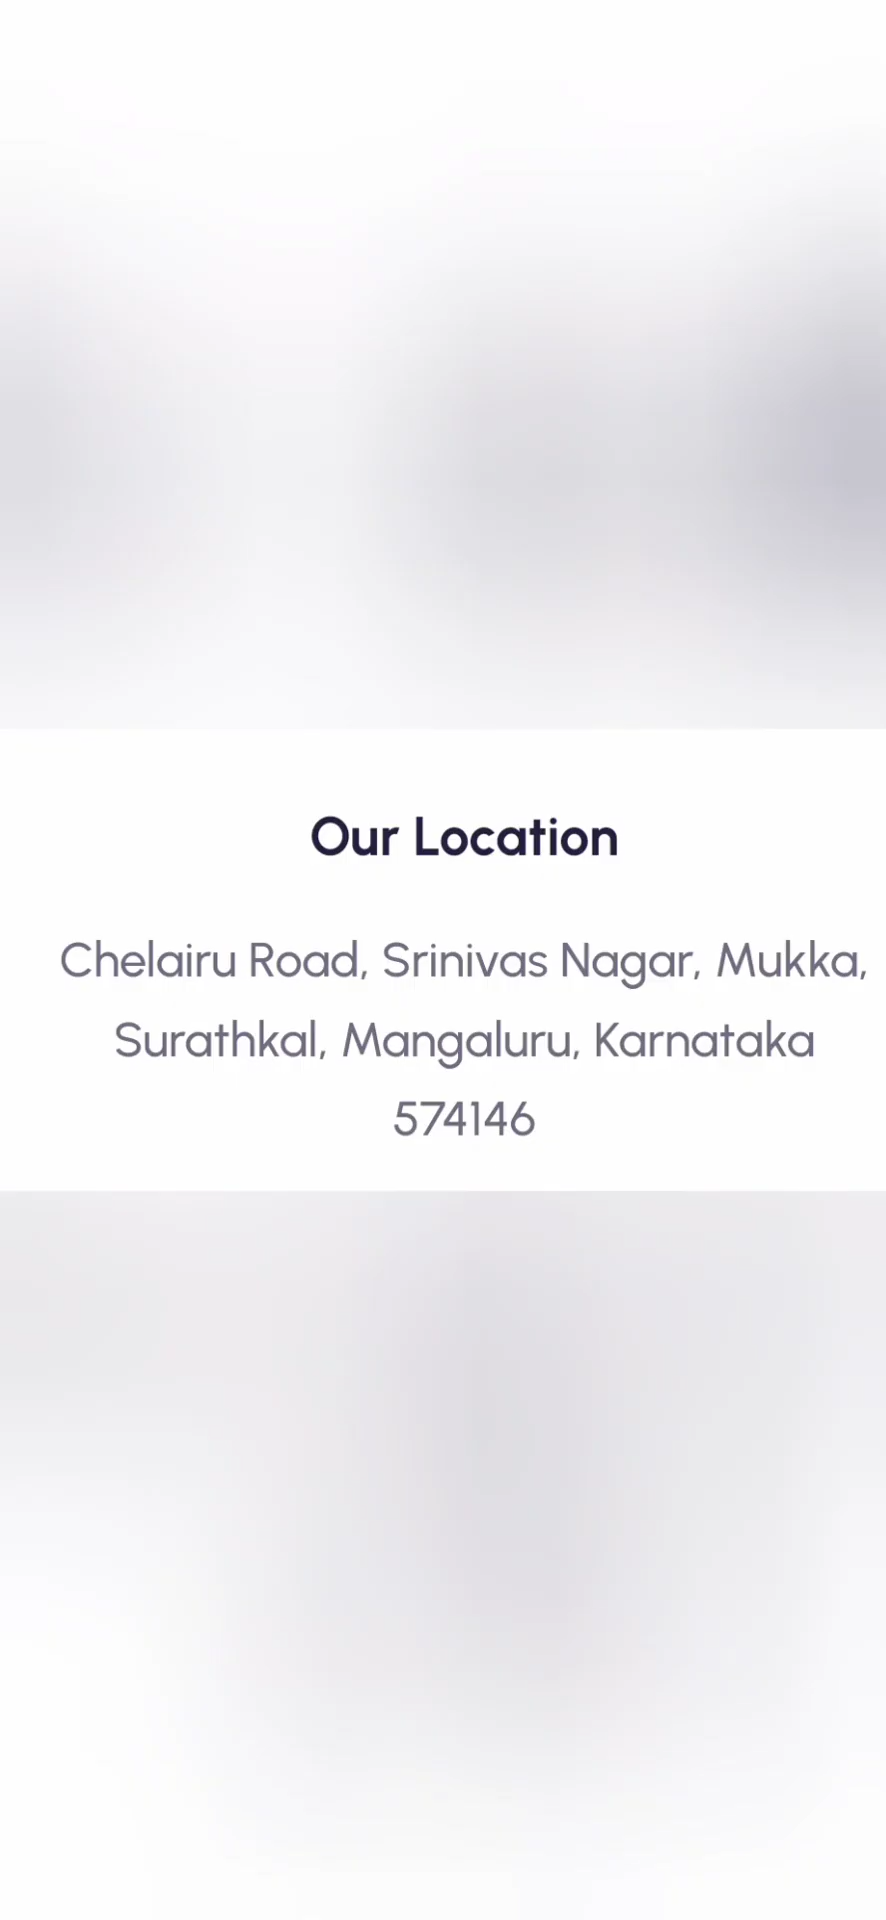 Our Location
Chelairu Road, Srinivas Nagar, Mukka,
Surathkal, Mangaluru, Karnataka
574146